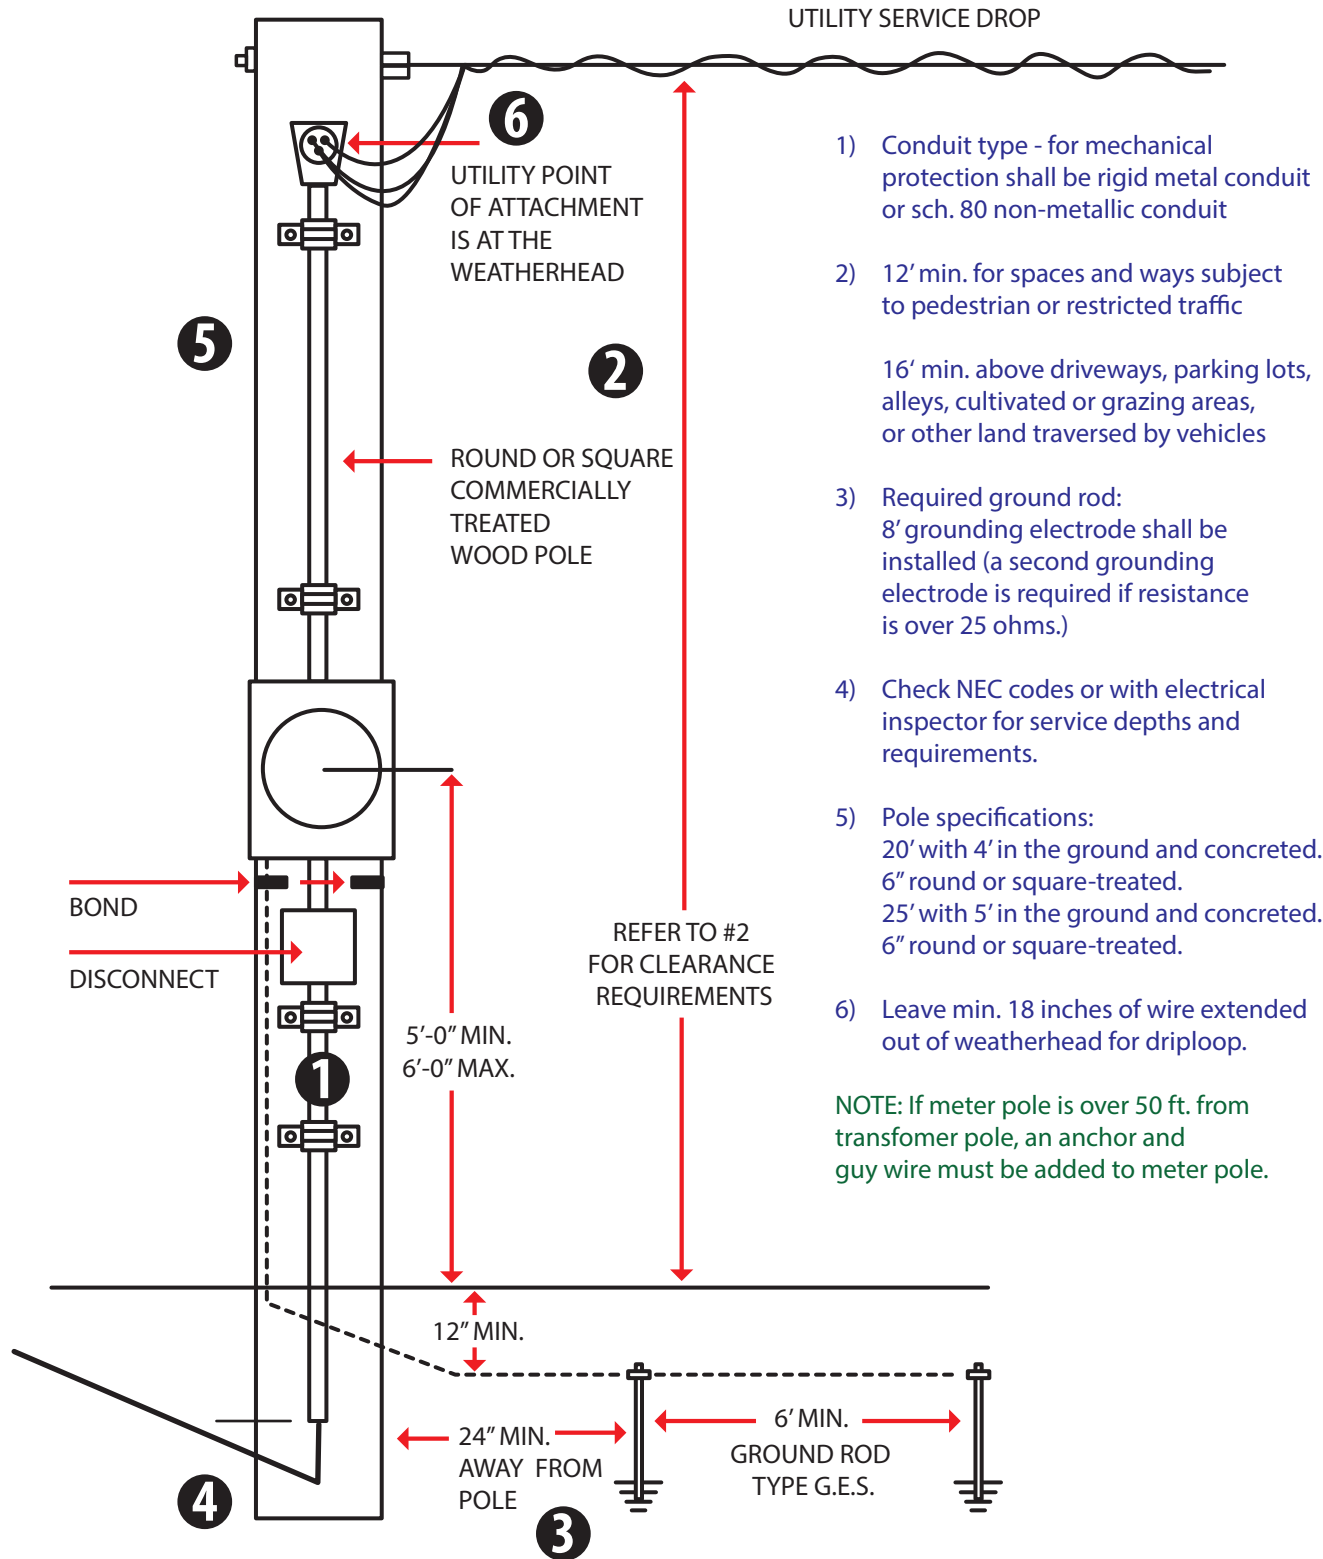 UTILITY SERVICE DROP
6
UTILITY POINT
OF ATTACHMENT
IS AT THE
WEATHERHEAD
5
2
ROUND OR SQUARE
COMMERCIALLY
TREATED
WOOD POLE
BOND
DISCONNECT
REFER TO #2
FOR CLEARANCE
REQUIREMENTS
5'-0" MIN.
6'-0" MAX.
1
12" MIN.
24" MIN.
AWAY FROM
POLE
6' MIN.
GROUND ROD
TYPE G.E.S.
4
3
1) Conduit type - for mechanical
protection shall be rigid metal conduit
or sch. 80 non-metallic conduit
2) 12' min. for spaces and ways subject
to pedestrian or restricted traffic
16' min. above driveways, parking lots,
alleys, cultivated or grazing areas,
or other land traversed by vehicles
3) Required ground rod:
8' grounding electrode shall be
installed (a second grounding
electrode is required if resistance
is over 25 ohms.)
4) Check NEC codes or with electrical
inspector for service depths and
requirements.
5) Pole specifications:
20' with 4' in the ground and concreted.
6" round or square-treated.
25' with 5' in the ground and concreted.
6" round or square-treated.
6) Leave min. 18 inches of wire extended
out of weatherhead for driploop.
NOTE: If meter pole is over 50 ft. from
transfomer pole, an anchor and
guy wire must be added to meter pole.